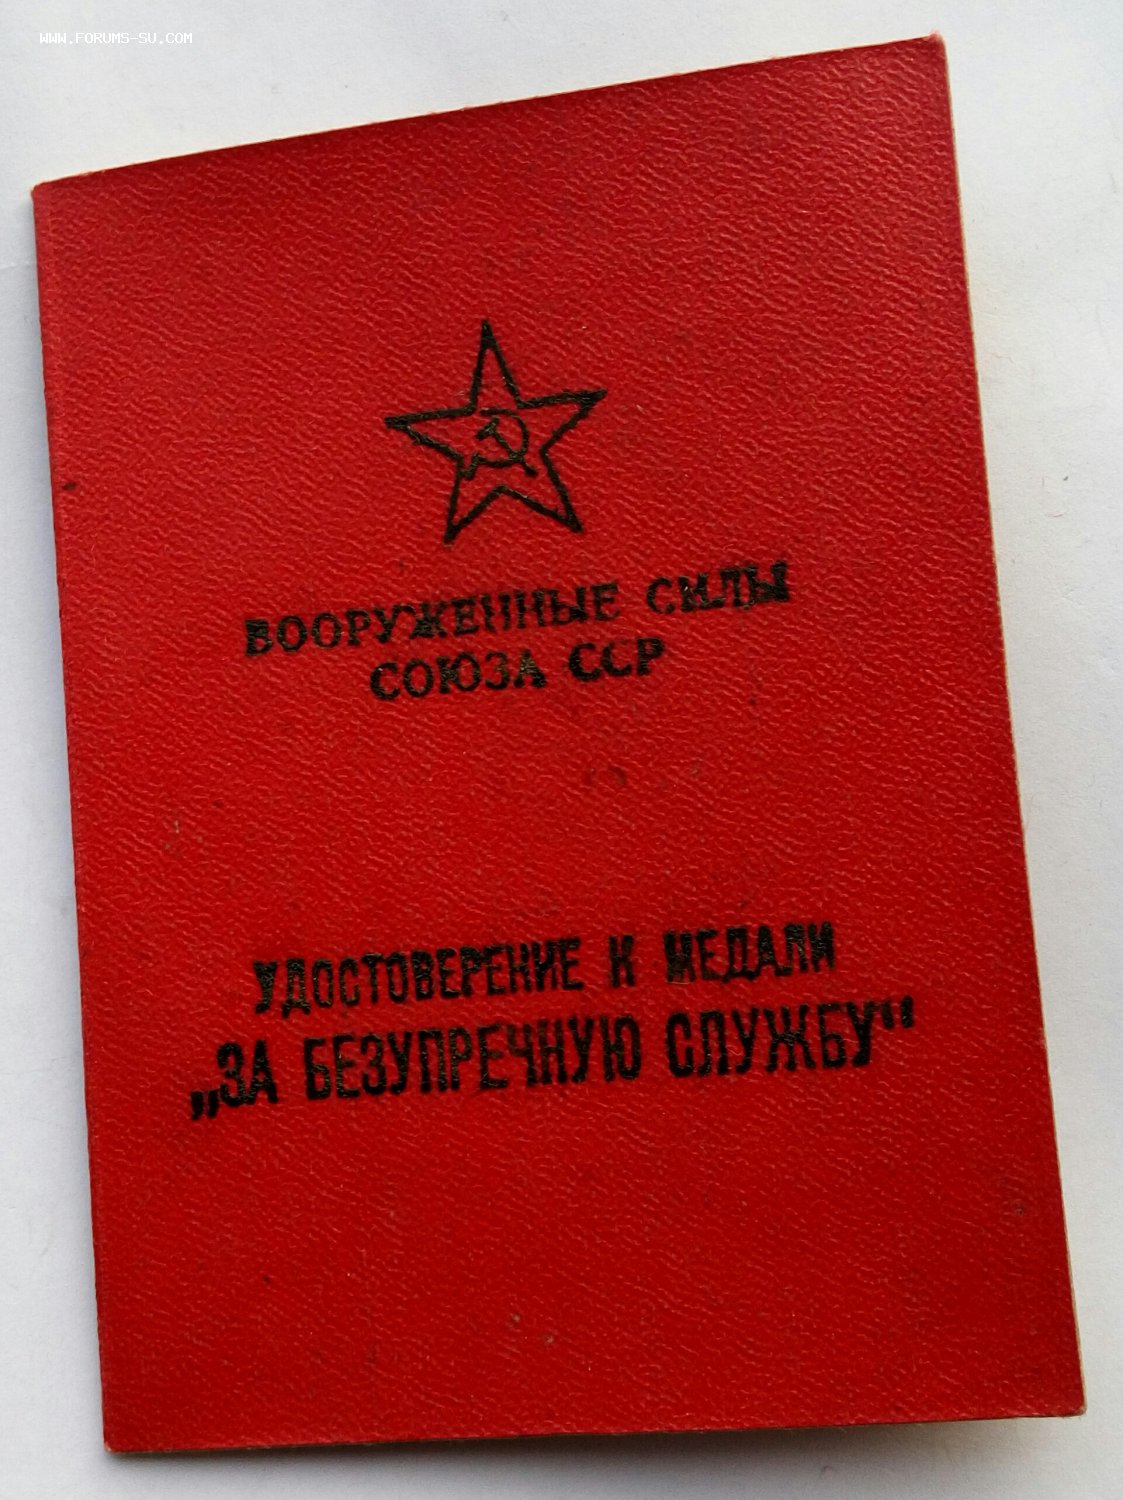 WWW.FORUMS-SU.COM
ВООРУЖЕННЫЕ СИЛЫ
СОЮЗА ССР
УДОСТОВЕРЕНИЕ К МЕДАЛИ
„ЗА БЕЗУПРЕЧНУЮ СЛУЖБУ"